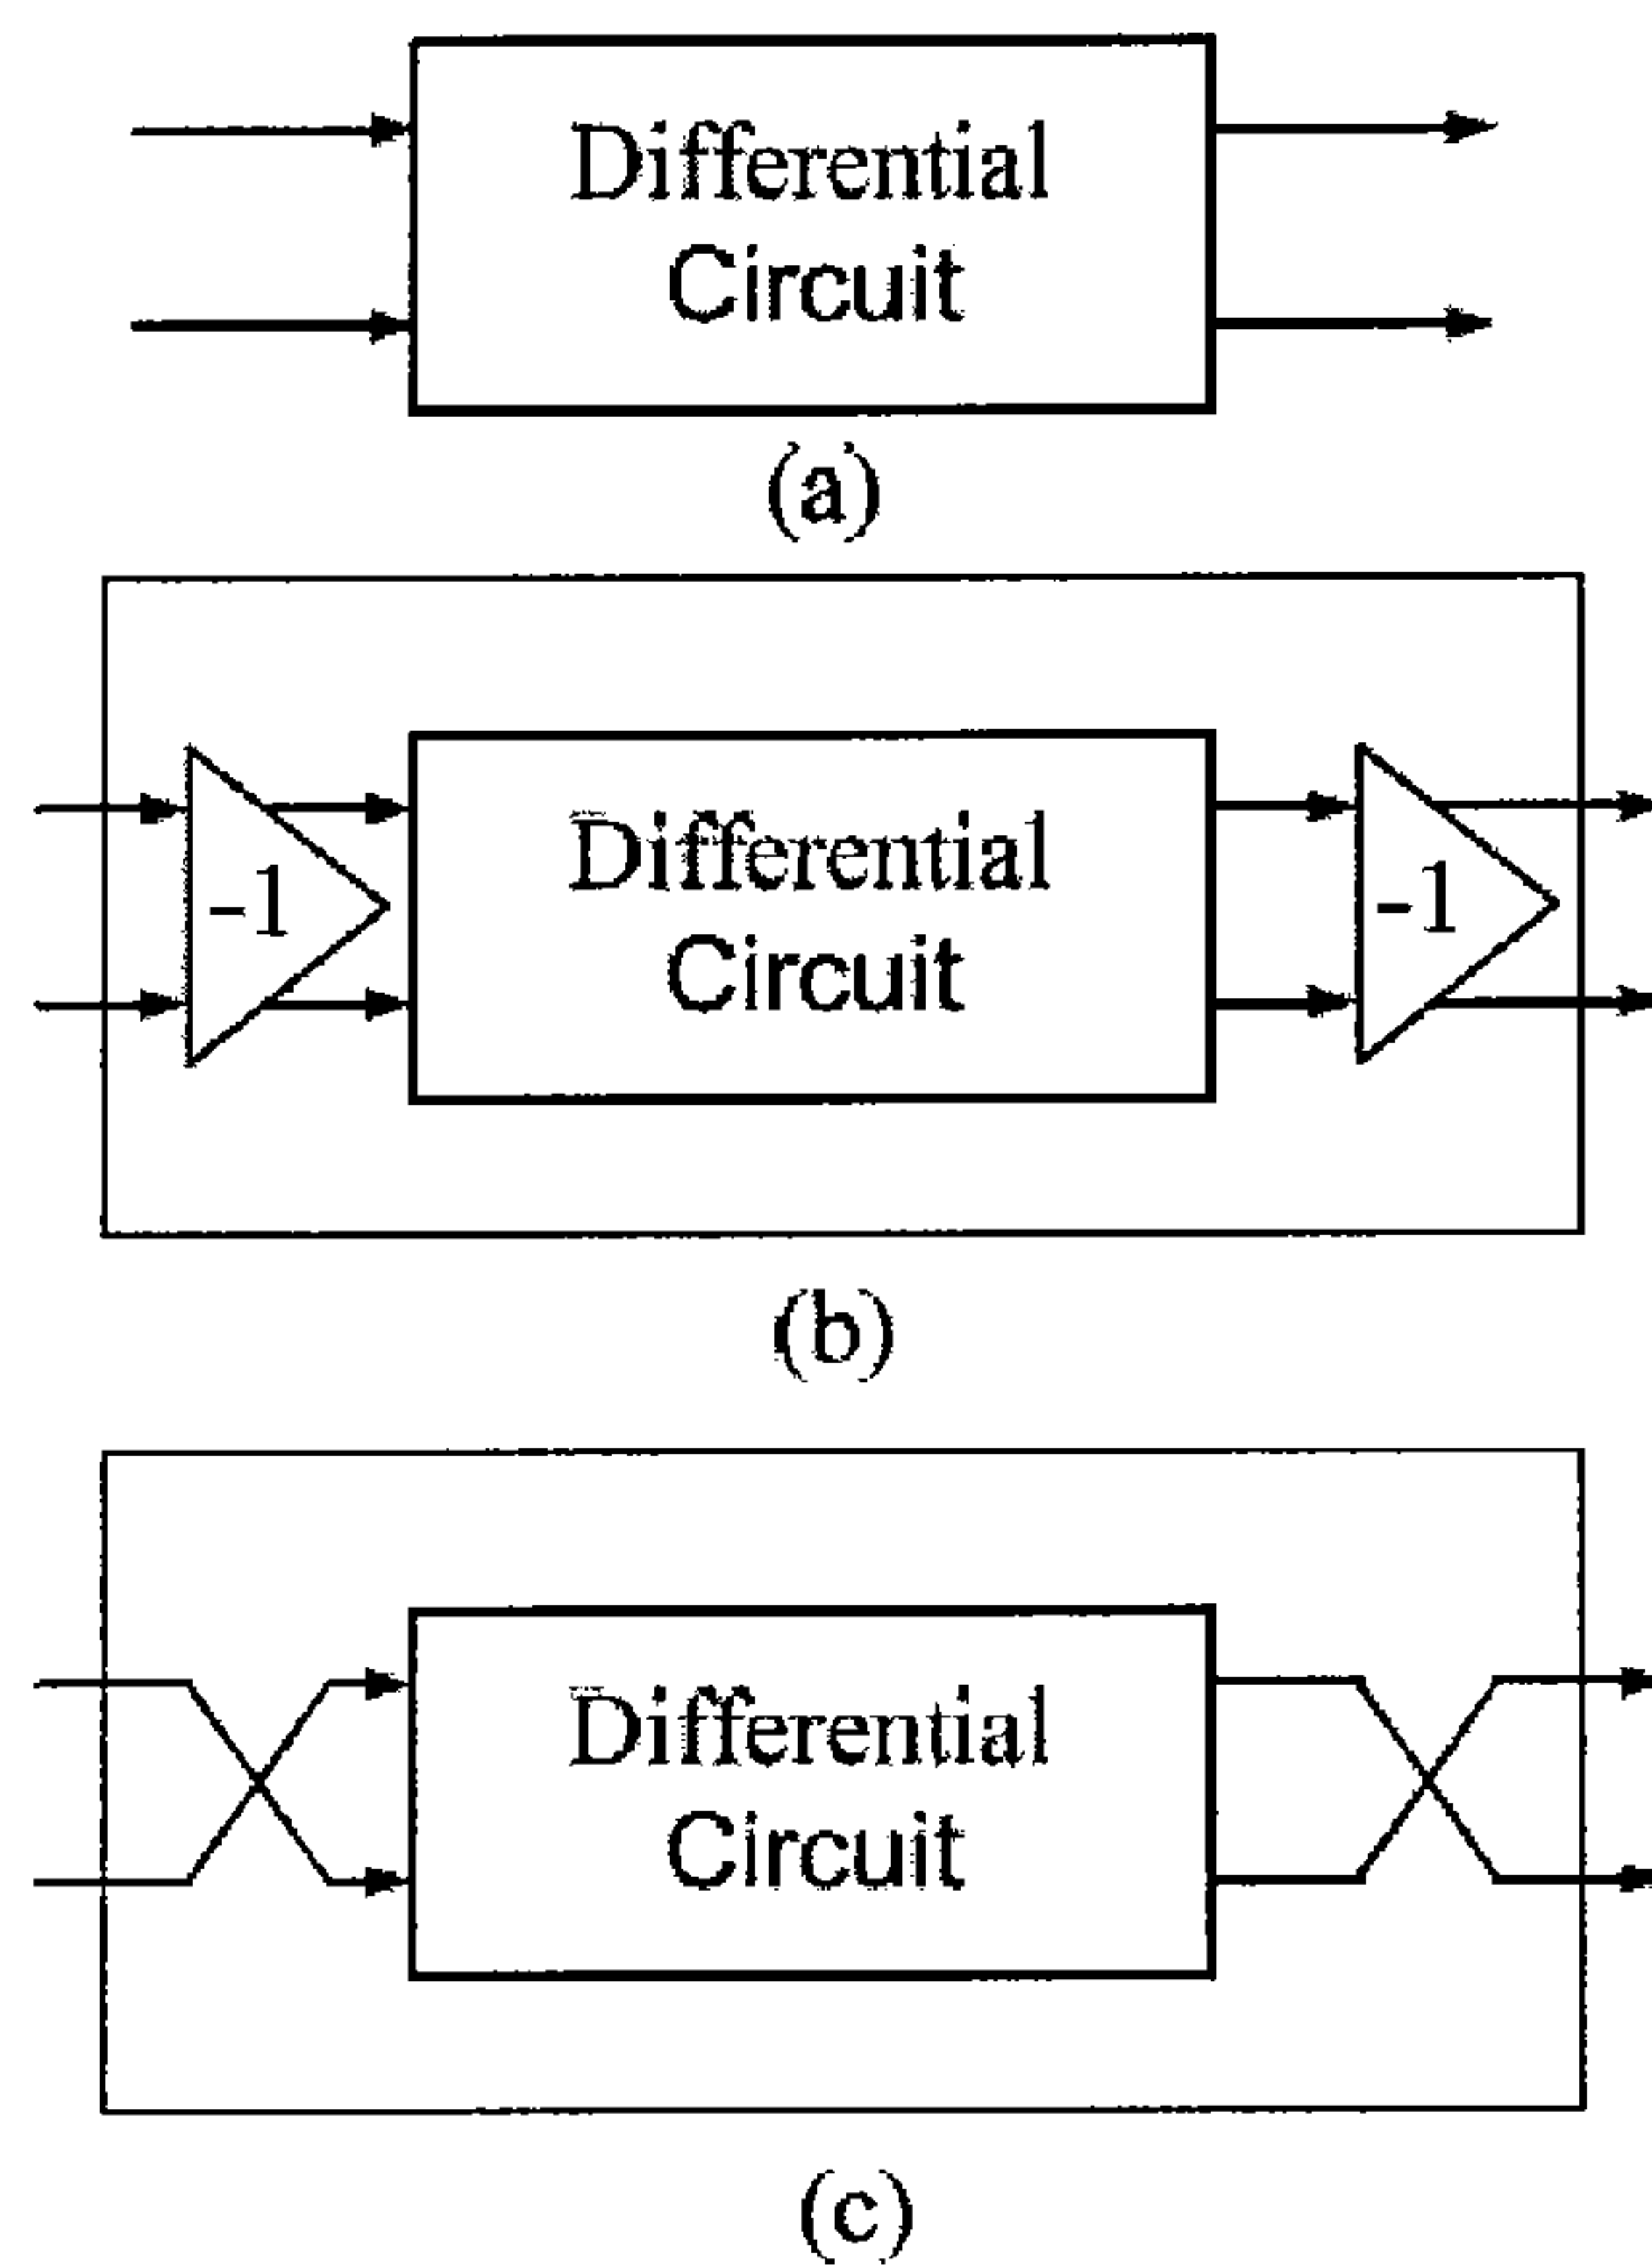 Differential
Circuit
(a)
-1
Differential
Circuit
-1
(b)
Differential
Circuit
(c)